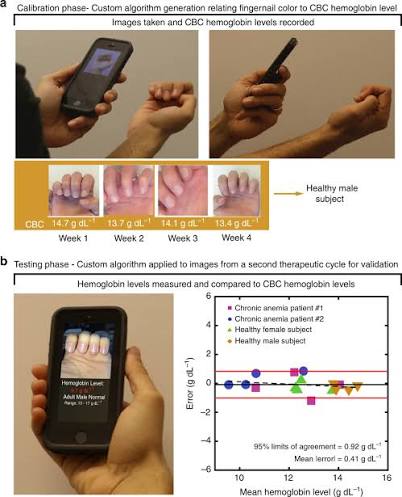 a Calibration phase- Custom algorithm generation relating fingernail color to CBC hemoglobin level
Images taken and CBC hemoglobin levels recorded
CBC 14.7 g dL⁻¹ 13.7 g dL⁻¹ 14.1 g dL⁻¹ 13.4 g dL⁻¹
Week 1 Week 2 Week 3 Week 4
Healthy male
subject
b Testing phase - Custom algorithm applied to images from a second therapeutic cycle for validation
Hemoglobin levels measured and compared to CBC hemoglobin levels
Hemoglobin Level:
Adult Male Normal
Error (g dL⁻¹)
6
4
2
0
−2
−4
−6
Chronic anemia patient #1
Chronic anemia patient #2
Healthy female subject
Healthy male subject
95% limits of agreement = 0.92 g dL⁻¹
Mean lerrorl = 0.41 g dL⁻¹
10 12 14 16
Mean hemoglobin level (g dL⁻¹)